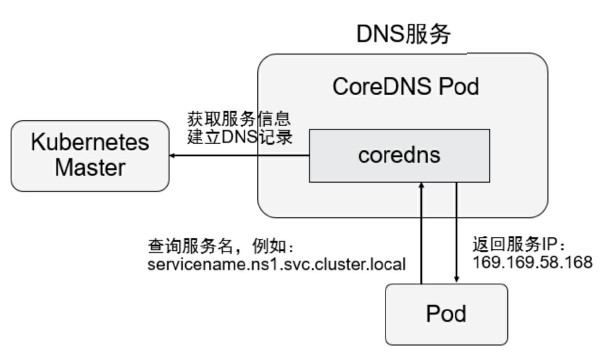 DNS服务
CoreDNS Pod
获取服务信息
建立DNS记录
Kubernetes
Master
coredns
查询服务名，例如：
servicename.ns1.svc.cluster.local
返回服务IP：
169.169.58.168
Pod